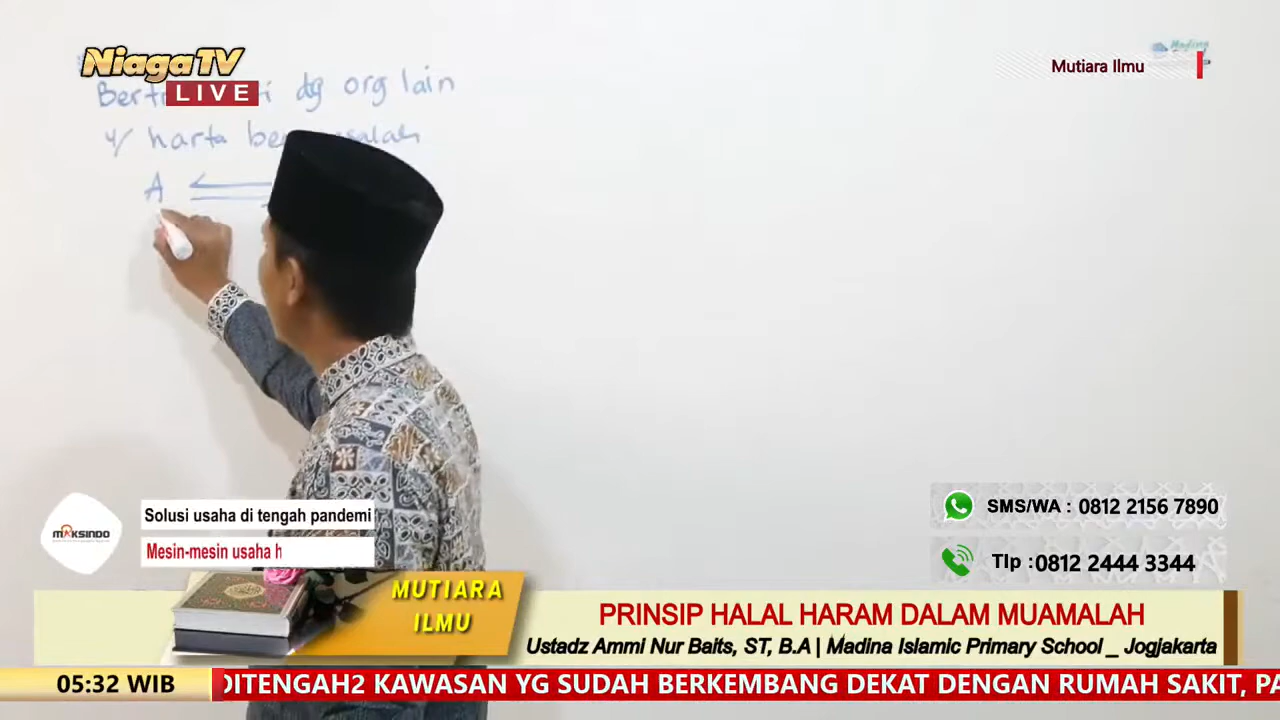 NiagaTV
LIVE
Mutiara Ilmu
dg org lain
u/ harta
A
Solusi usaha di tengah pandemi
MAKSINDO
Mesin-mesin usaha h
SMS/WA : 0812 2156 7890
Tlp : 0812 2444 3344
MUTIARA
ILMU
PRINSIP HALAL HARAM DALAM MUAMALAH
Ustadz Ammi Nur Baits, ST, B.A | Madina Islamic Primary School _ Jogjakarta
05:32 WIB
DITENGAH2 KAWASAN YG SUDAH BERKEMBANG DEKAT DENGAN RUMAH SAKIT, PA